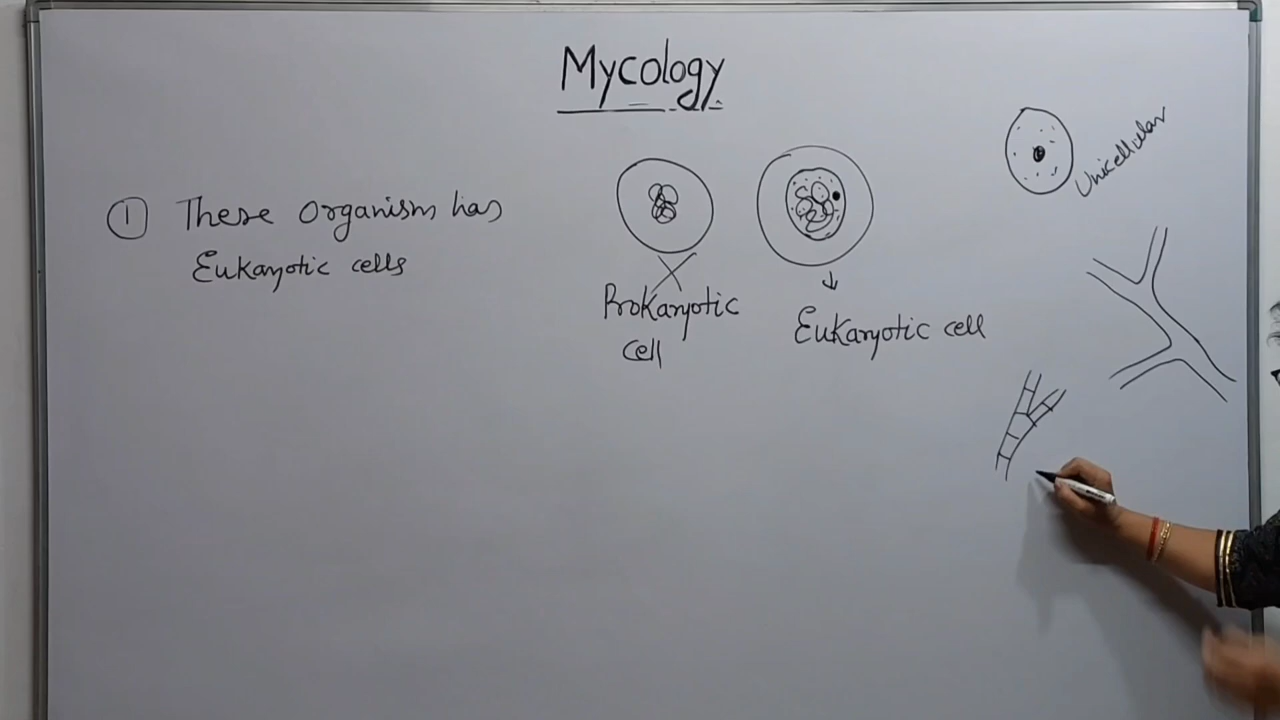 Mycology
① These organism has
Eukaryotic cells
Prokaryotic
cell
Eukaryotic cell
Unicellular